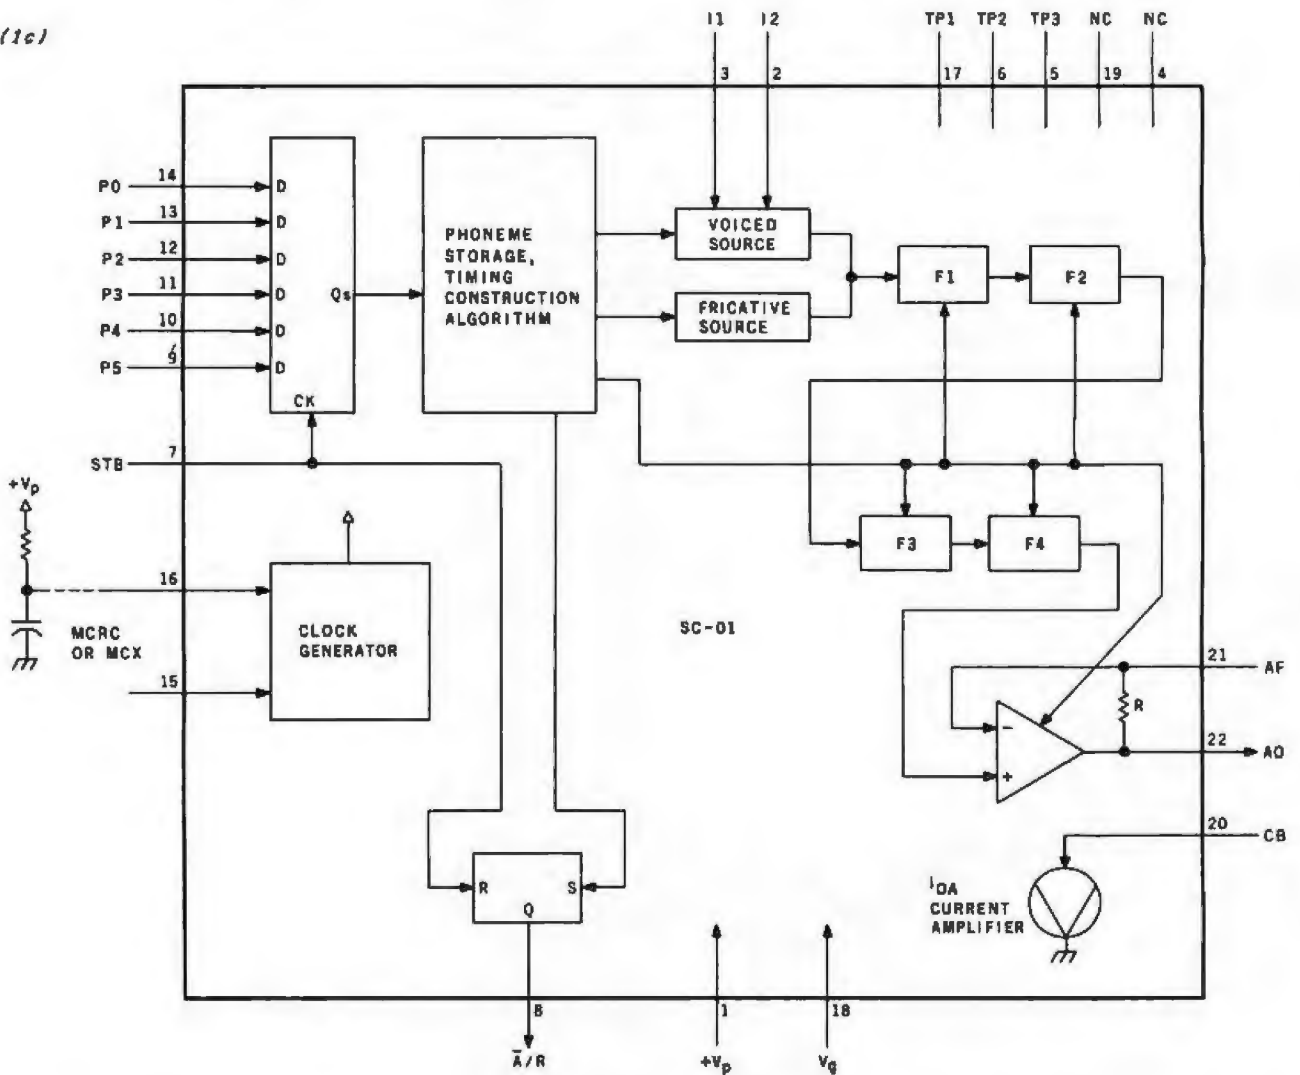 (1c)
I1 I2 TP1 TP2 TP3 NC NC
3 2 17 6 5 19 4
P0 14 D
P1 13 D
P2 12 D
P3 11 D
P4 10 D
P5 9 D
Qs
CK
PHONEME
STORAGE,
TIMING
CONSTRUCTION
ALGORITHM
VOICED
SOURCE
FRICATIVE
SOURCE
F1 F2
STB 7
+Vp
F3 F4
16
MCRC
OR MCX
15
CLOCK
GENERATOR
SC-01
21 AF
R
-
22 AO
+
20 CB
IOA
CURRENT
AMPLIFIER
R S
Q
8 1 18
A̅/R +Vp Vg